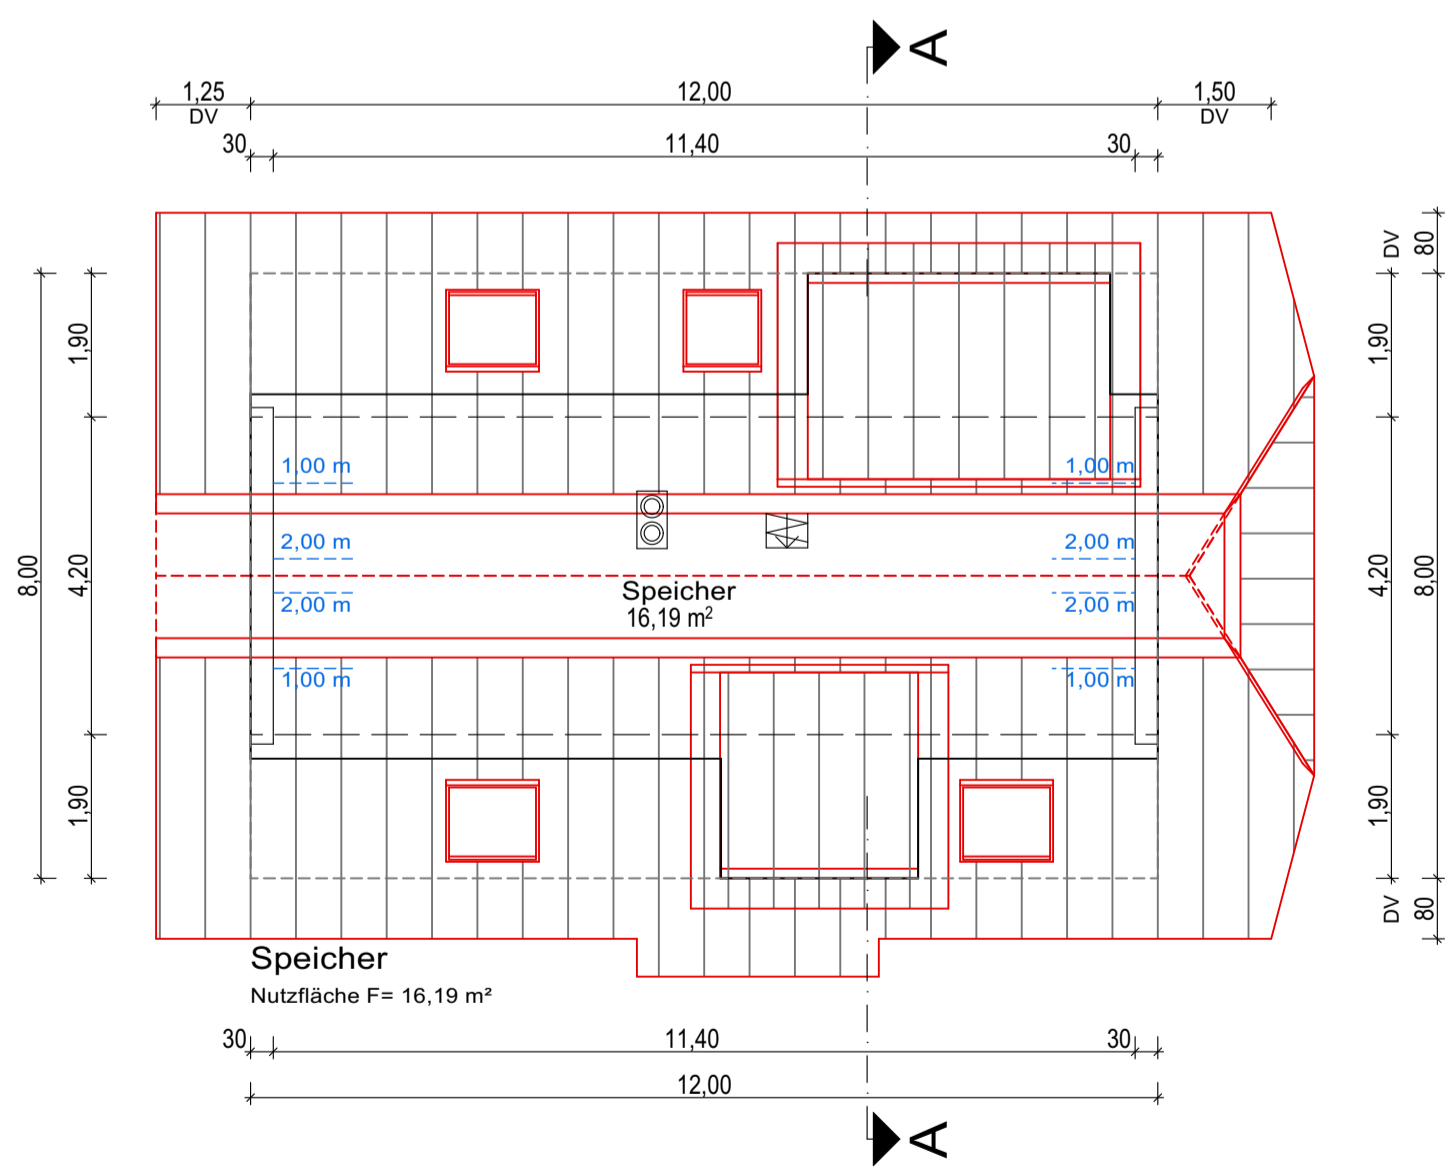 A
1,25
12,00
1,50
DV
DV
30
11,40
30
DV
80
1,90
1,90
1,00 m
1,00 m
2,00 m
2,00 m
8,00
4,20
Speicher
16,19 m²
4,20
8,00
2,00 m
2,00 m
1,00 m
1,00 m
1,90
1,90
DV
80
Speicher
Nutzfläche F= 16,19 m²
30
11,40
30
12,00
A